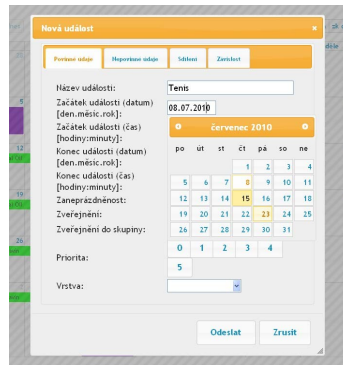 Nová událost ×
Povinné údaje Nepovinné údaje Sdílení Závislost
Název události: Tenis
Začátek události (datum)
[den.měsíc.rok]: 08.07.2010
Začátek události (čas)
[hodiny:minuty]:
Konec události (datum)
[den.měsíc.rok]:
Konec události (čas)
[hodiny:minuty]:
Zaneprázdněnost:
Zveřejnění:
Zveřejnění do skupiny:
červenec 2010
po út st čt pá so ne
1 2 3 4
5 6 7 8 9 10 11
12 13 14 15 16 17 18
19 20 21 22 23 24 25
26 27 28 29 30 31
Priorita: 0 1 2 3 4
5
Vrstva:
Odeslat Zrušit
5
12
19
26